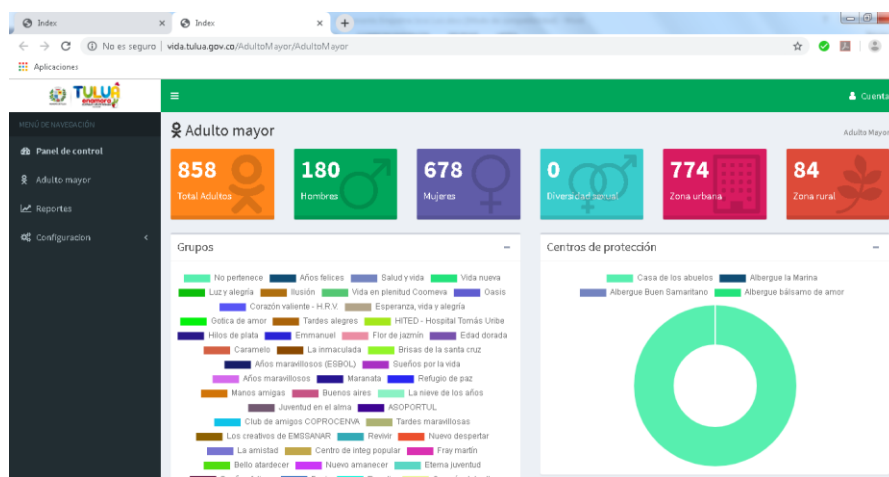 Index
Index
No es seguro | vida.tulua.gov.co/AdultoMayor/AdultoMayor
Aplicaciones
TULUÁ
enamora
Cuenta
MENÚ DE NAVEGACIÓN
Panel de control
Adulto mayor
Reportes
Configuracion
Adulto mayor
Adulto Mayor
858
Total Adultos
180
Hombres
678
Mujeres
0
Diversidad sexual
774
Zona urbana
84
Zona rural
Grupos
No pertenece Años felices Salud y vida Vida nueva
Luz y alegría Ilusión Vida en plenitud Coomeva Oasis
Corazón valiente - H.R.V. Esperanza, vida y alegría
Gotica de amor Tardes alegres HITED - Hospital Tomás Uribe
Hilos de plata Emmanuel Flor de jazmín Edad dorada
Caramelo La inmaculada Brisas de la santa cruz
Años maravillosos (ESBOL) Sueños por la vida
Años maravillosos Maranata Refugio de paz
Manos amigas Buenos aires La nieve de los años
Juventud en el alma ASOPORTUL
Club de amigos COPROCENVA Tardes maravillosas
Los creativos de EMSSANAR Revivir Nuevo despertar
La amistad Centro de integ popular Fray martín
Bello atardecer Nuevo amanecer Eterna juventud
Centros de protección
Casa de los abuelos Albergue la Marina
Albergue Buen Samaritano Albergue bálsamo de amor